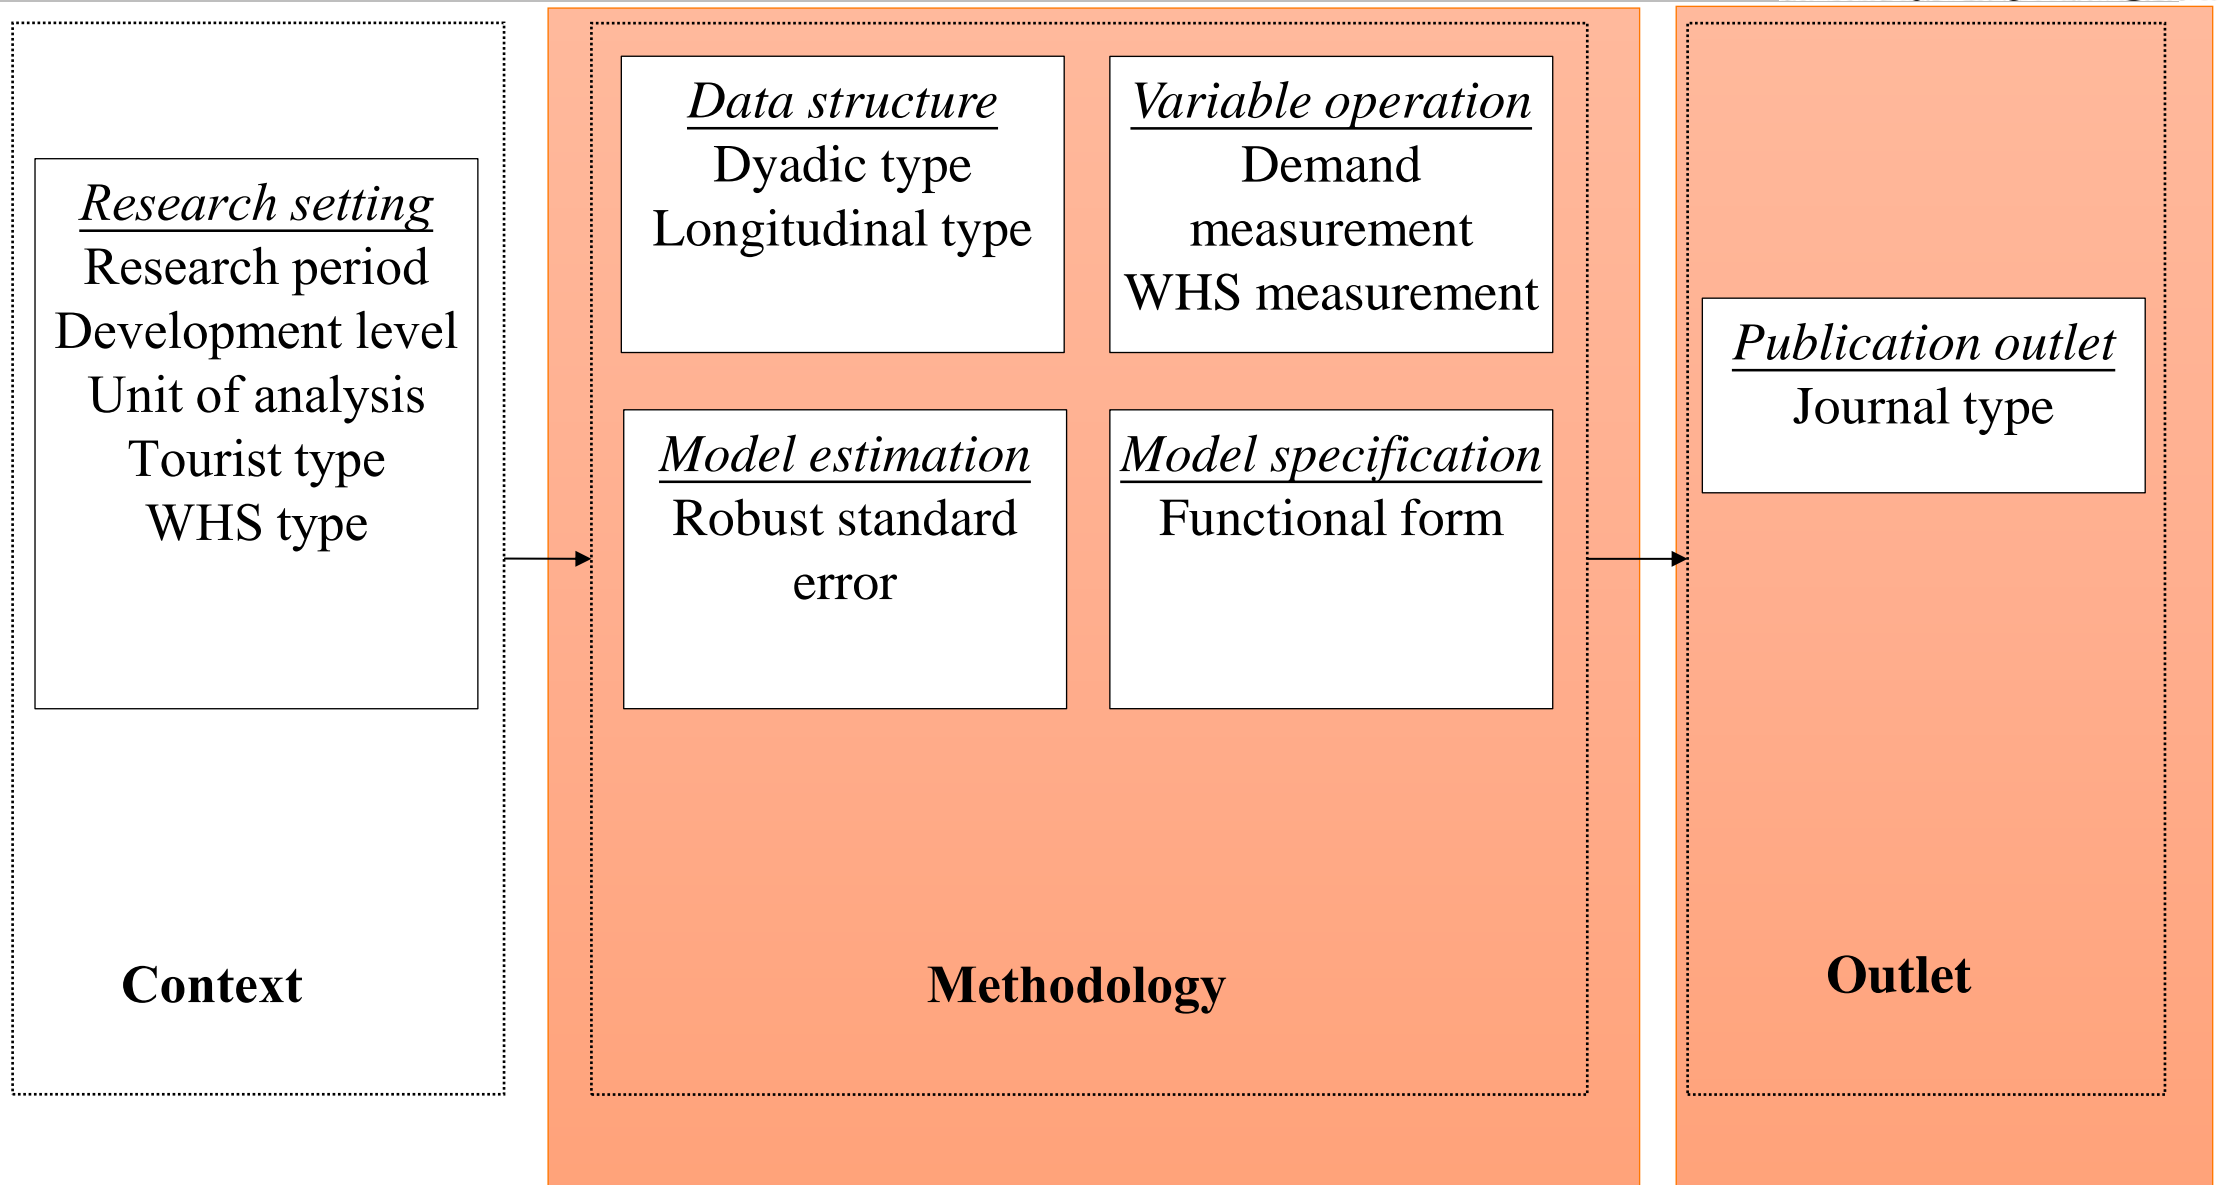 Research setting
Research period
Development level
Unit of analysis
Tourist type
WHS type
Context
Data structure
Dyadic type
Longitudinal type
Variable operation
Demand
measurement
WHS measurement
Model estimation
Robust standard
error
Model specification
Functional form
Methodology
Publication outlet
Journal type
Outlet